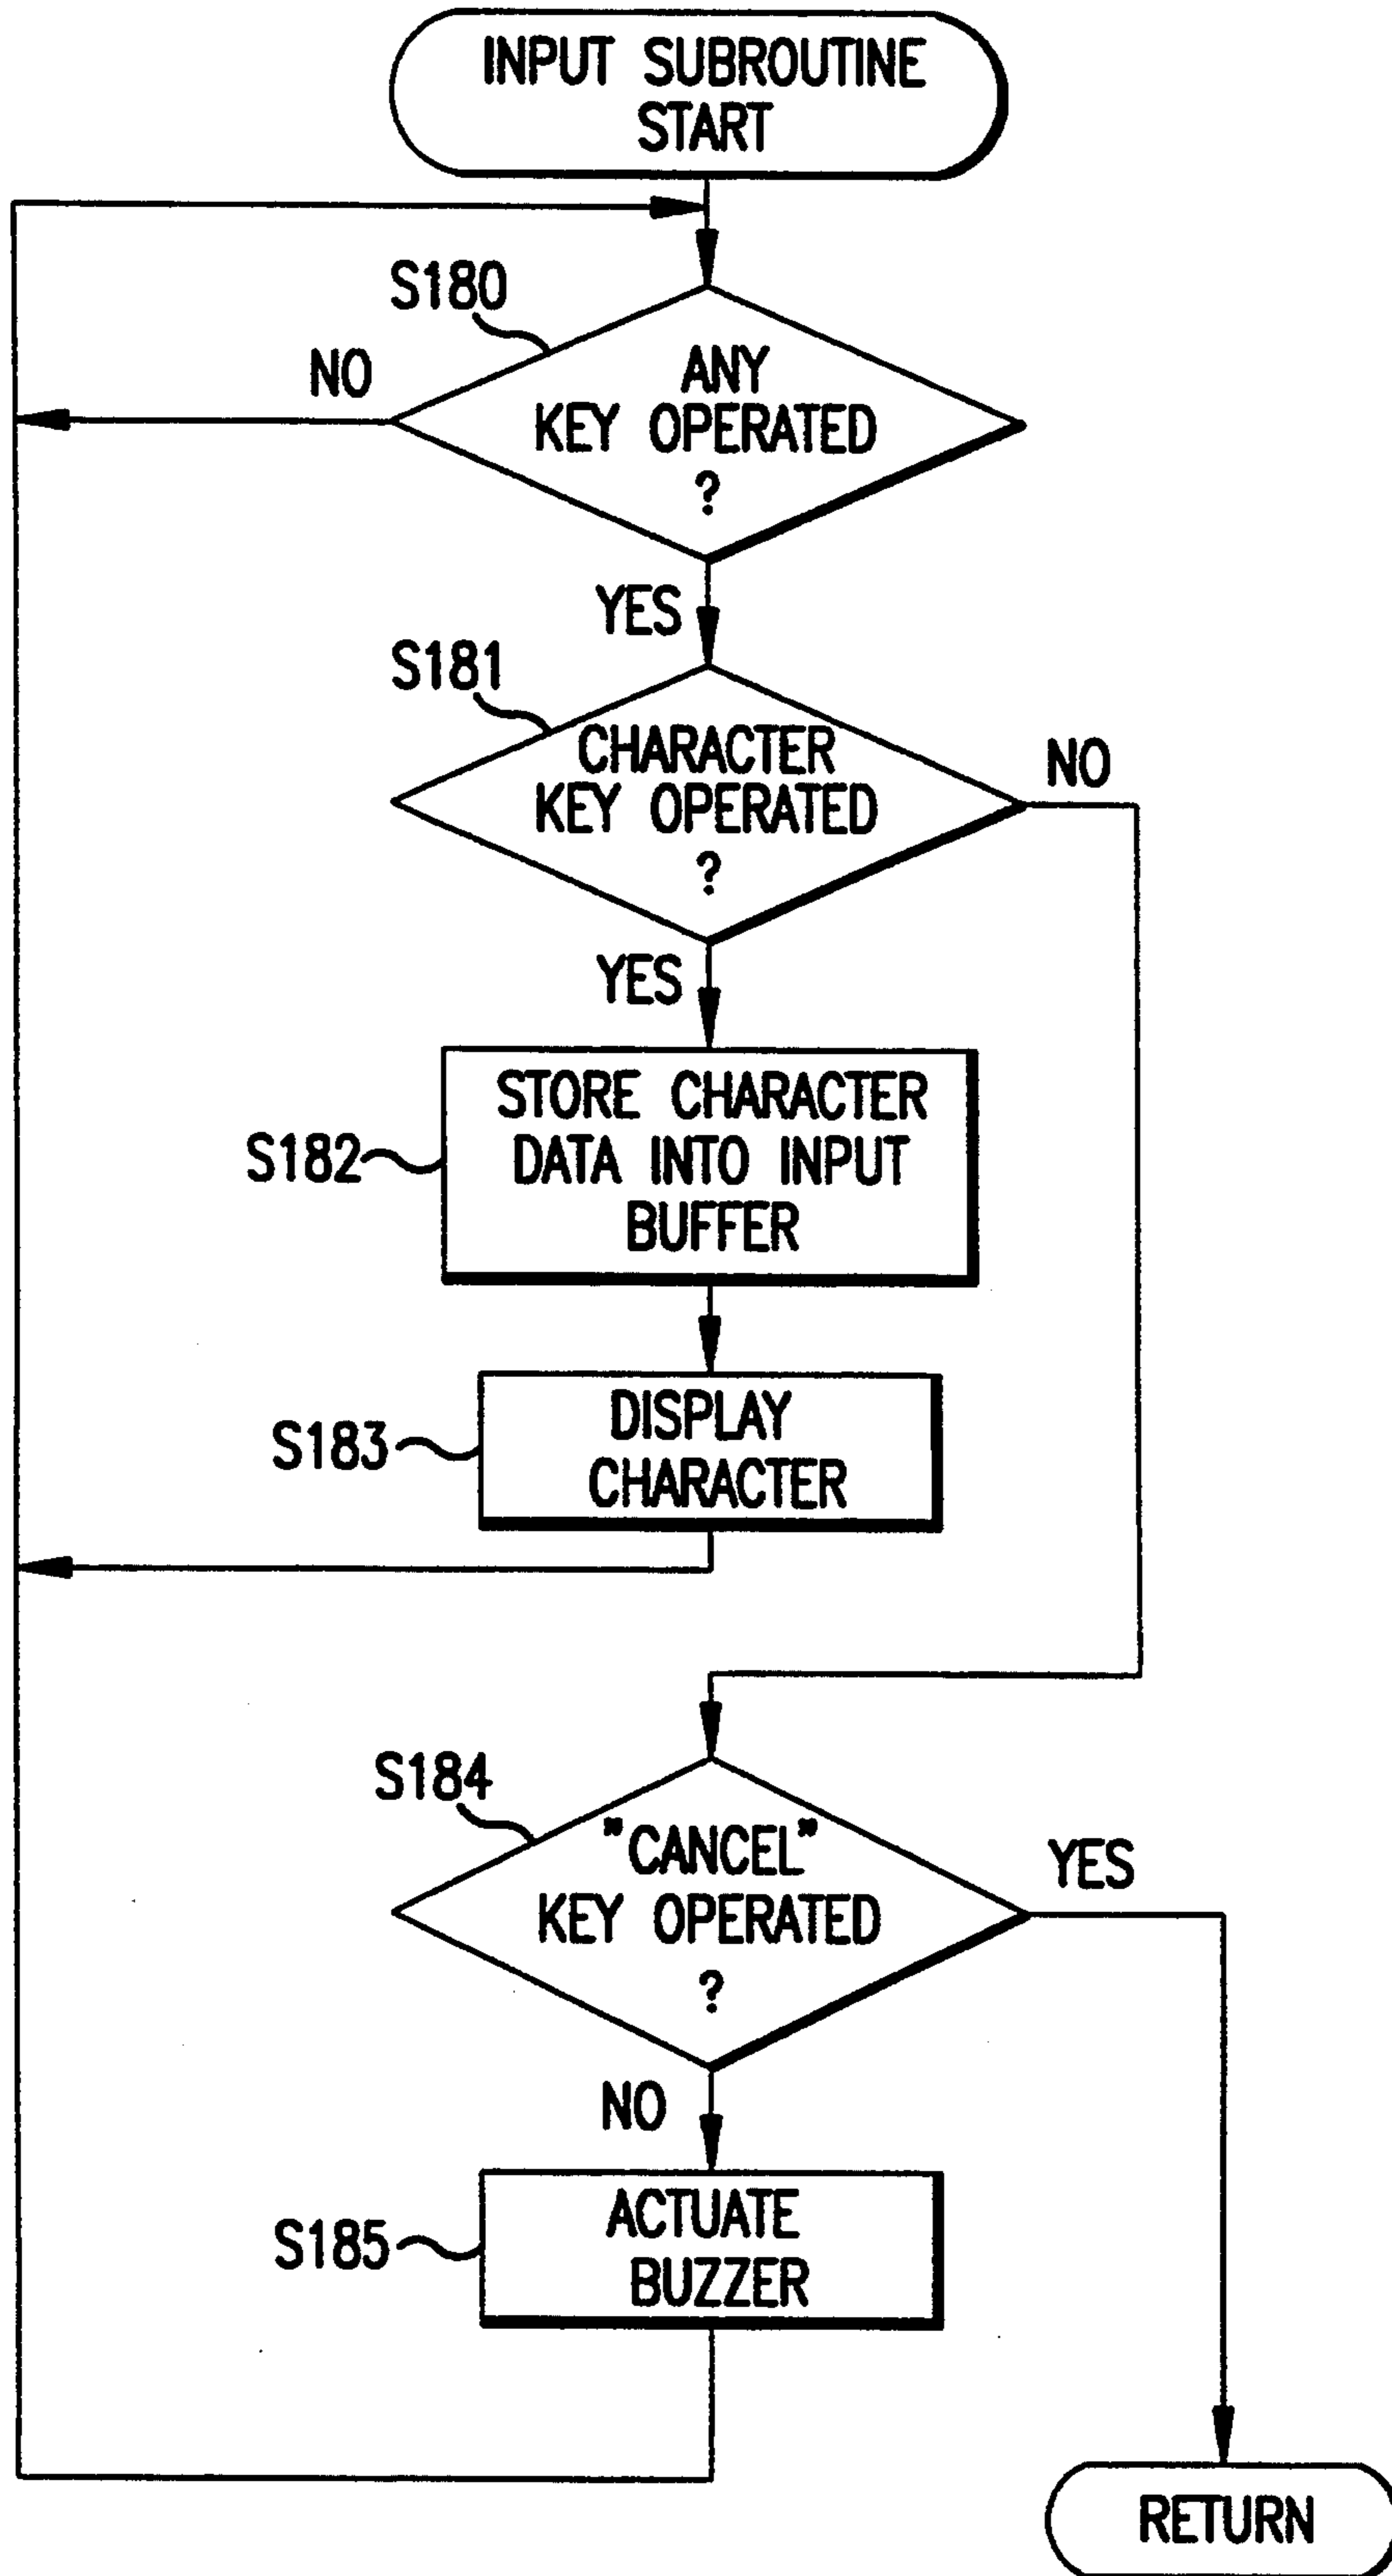 INPUT SUBROUTINE
START
S180
NO
ANY
KEY OPERATED
?
YES
S181
CHARACTER
KEY OPERATED
?
NO
YES
S182
STORE CHARACTER
DATA INTO INPUT
BUFFER
S183
DISPLAY
CHARACTER
S184
"CANCEL"
KEY OPERATED
?
YES
NO
S185
ACTUATE
BUZZER
RETURN